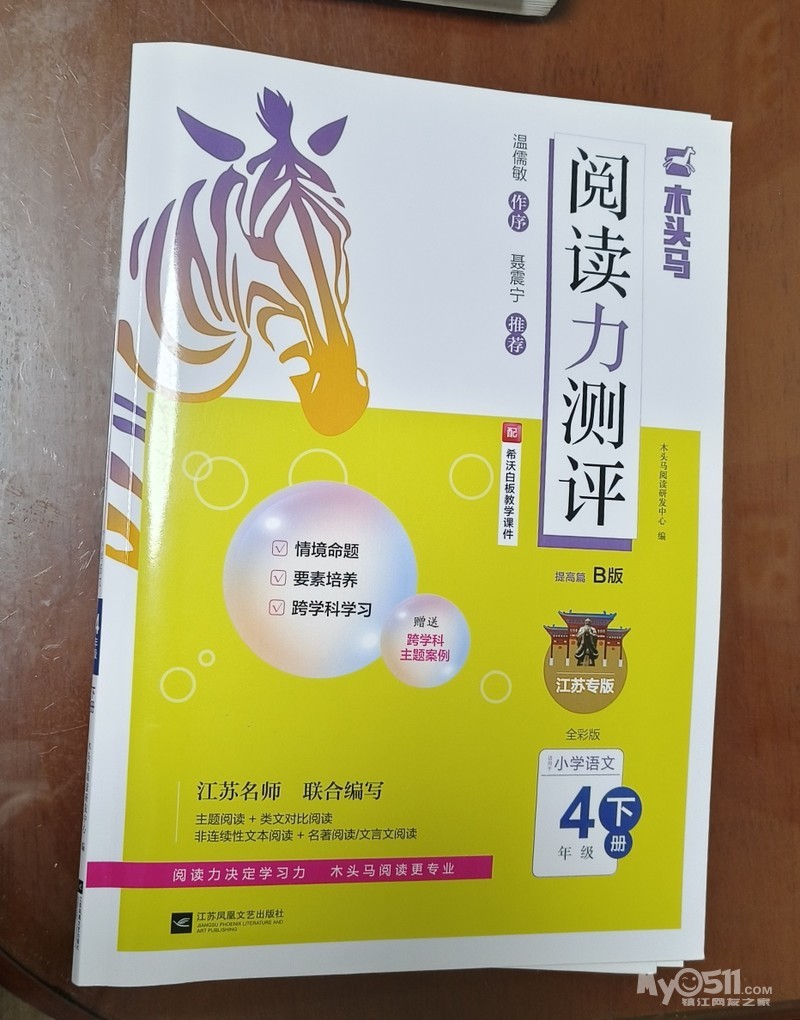 木头马
阅读力测评
温儒敏 作序 聂震宁 推荐
木头马阅读研发中心 编
配 希沃白板教学课件
提高篇 B版
情境命题
要素培养
跨学科学习
赠送
跨学科
主题案例
江苏专版
全彩版
小学语文
4 下册
年级
江苏名师 联合编写
主题阅读 + 类文对比阅读
非连续性文本阅读 + 名著阅读/文言文阅读
阅读力决定学习力 木头马阅读更专业
江苏凤凰文艺出版社
JIANGSU PHOENIX LITERATURE AND
ART PUBLISHING
My0511.COM
镇江网友之家